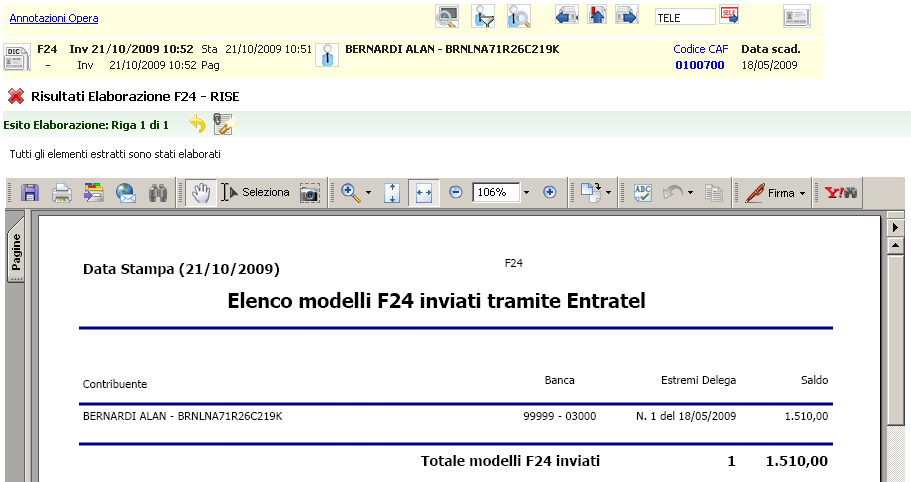 Annotazioni Opera
TELE
SELE
DIC
F24 Inv 21/10/2009 10:52 Sta 21/10/2009 10:51 BERNARDI ALAN - BRNLNA71R26C219K Codice CAF Data scad.
- Inv 21/10/2009 10:52 Pag 0100700 18/05/2009
Risultati Elaborazione F24 - RISE
Esito Elaborazione: Riga 1 di 1
Tutti gli elementi estratti sono stati elaborati
Seleziona 106% ABC Firma Y!
Pagine
Data Stampa (21/10/2009) F24
Elenco modelli F24 inviati tramite Entratel
Contribuente Banca Estremi Delega Saldo
BERNARDI ALAN - BRNLNA71R26C219K 99999 - 03000 N. 1 del 18/05/2009 1.510,00
Totale modelli F24 inviati 1 1.510,00